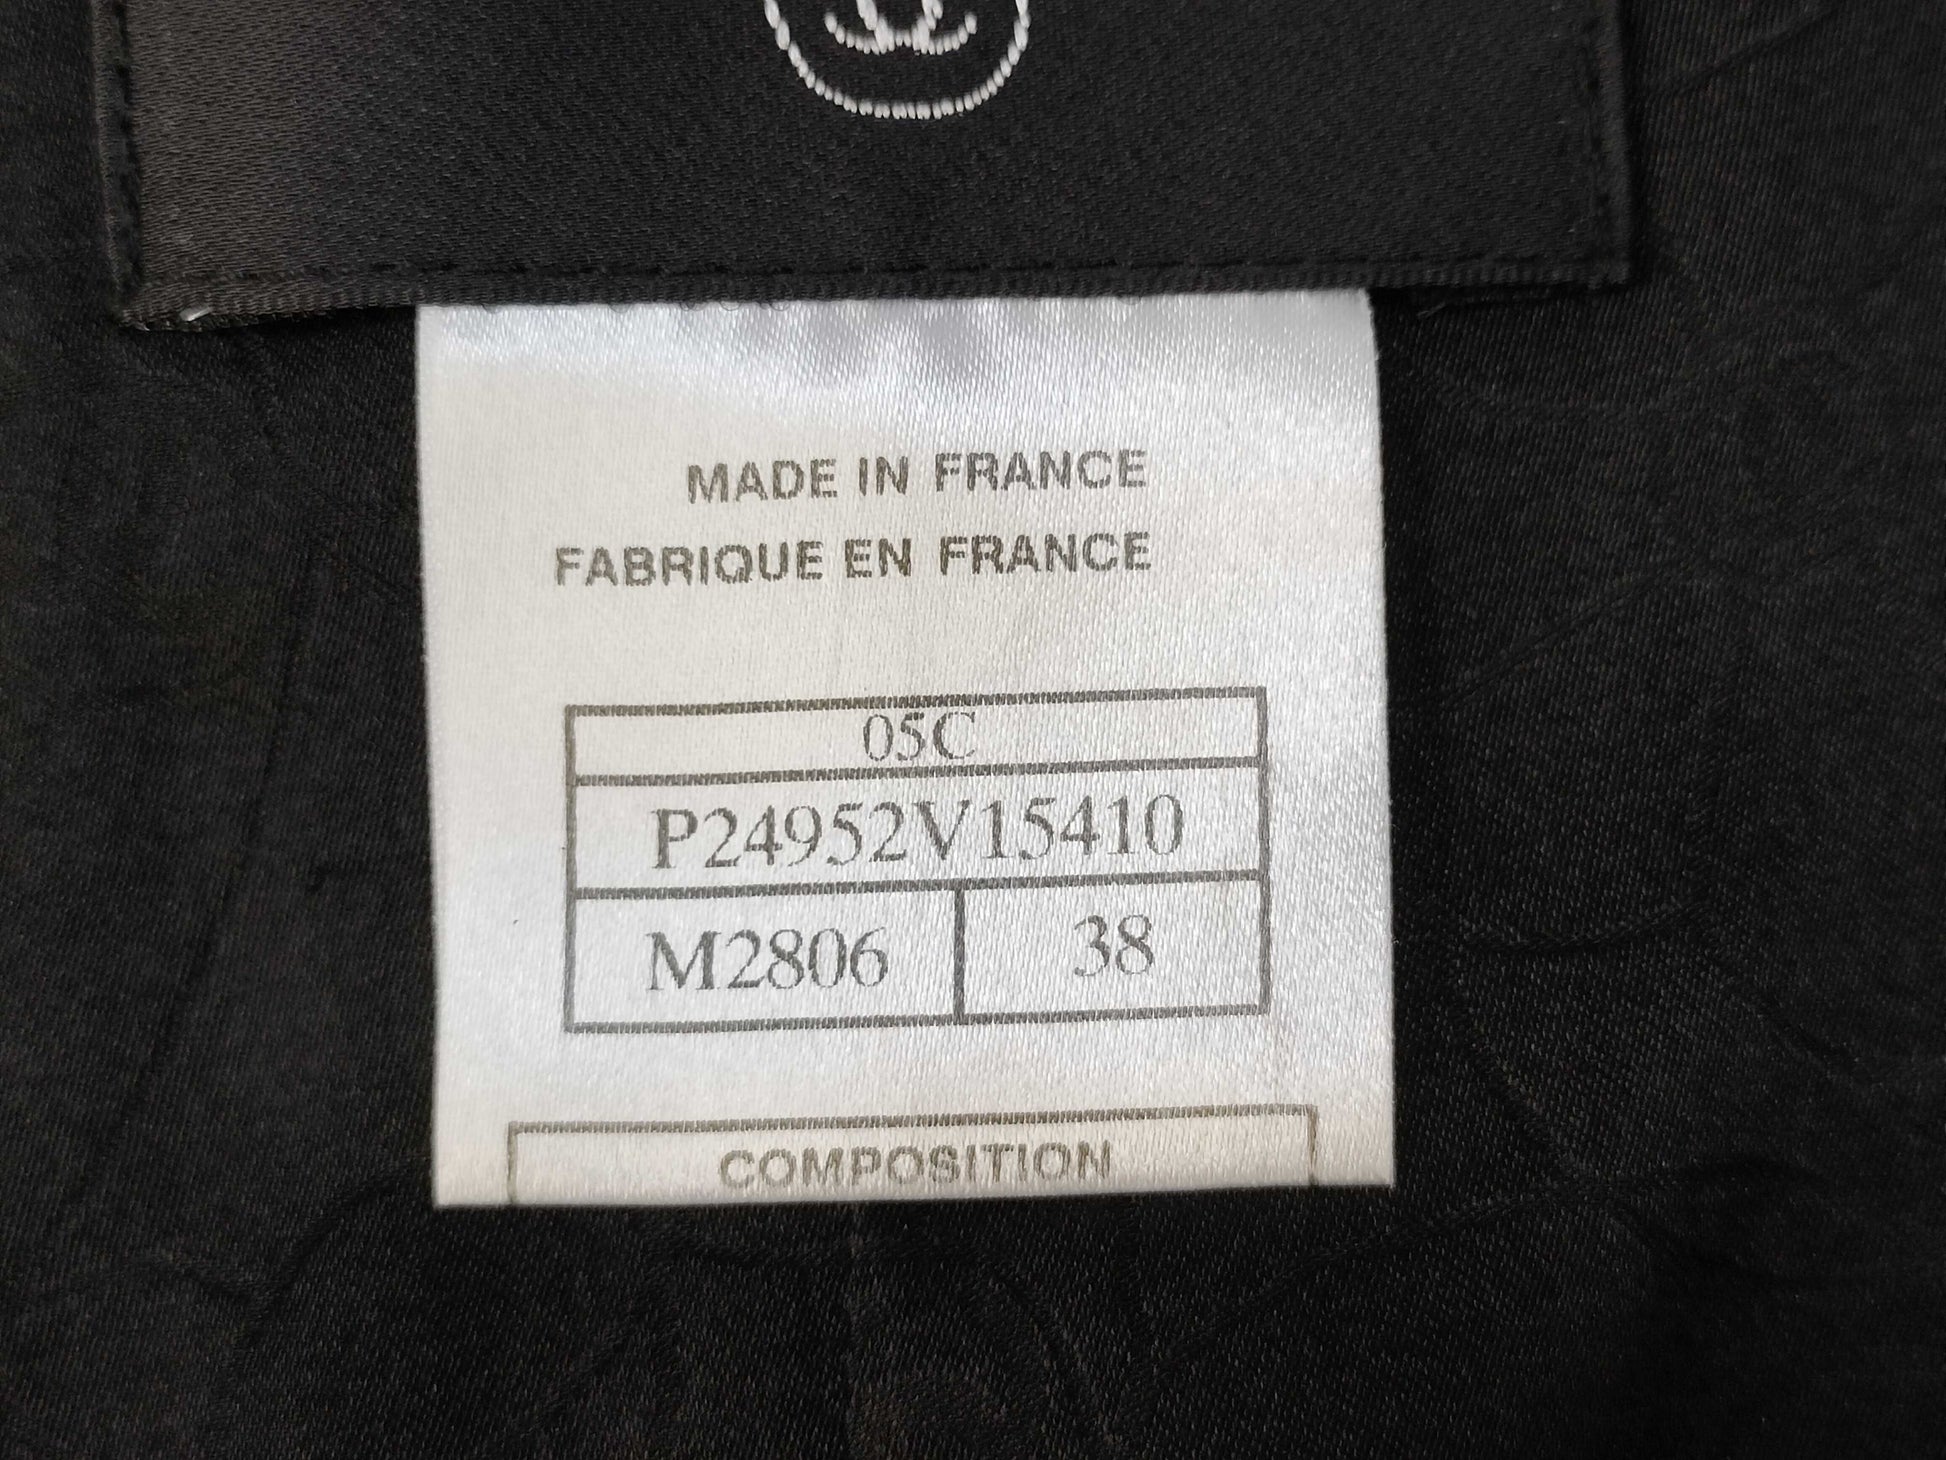 MADE IN FRANCE
FABRIQUE EN FRANCE
05C
P24952V15410
M2806 38
COMPOSITION